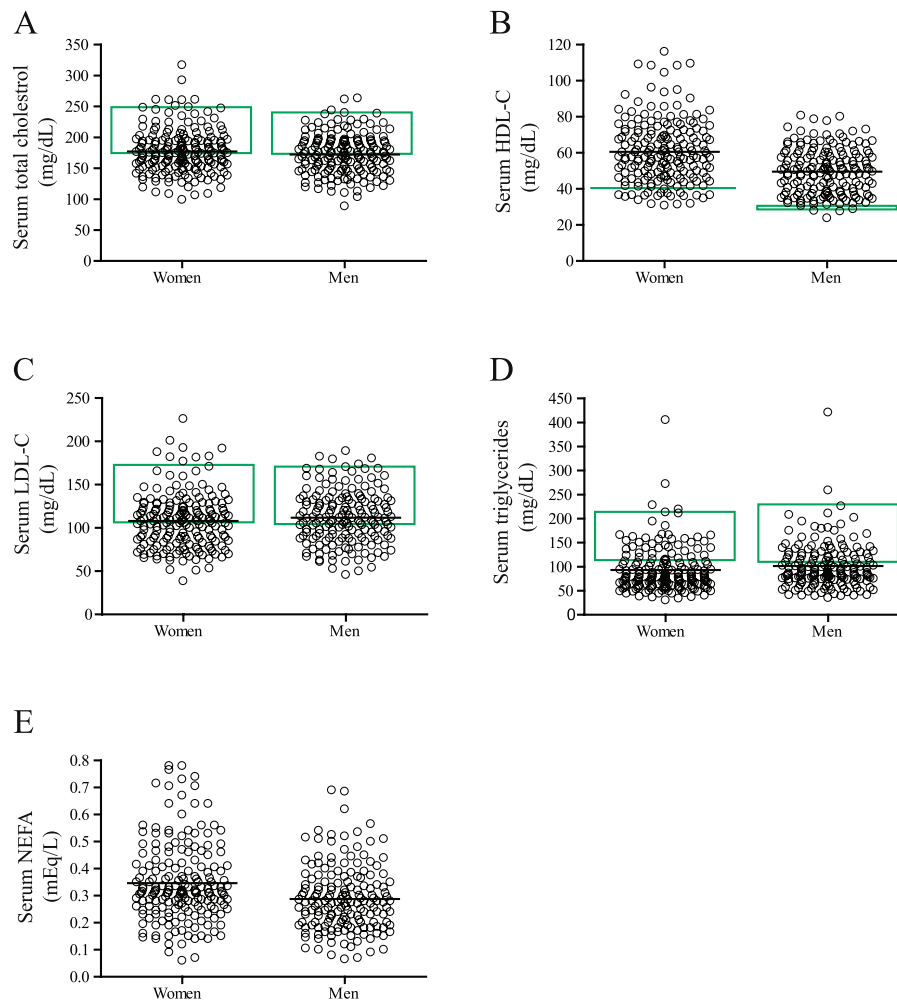 A
Serum total cholestrol
(mg/dL)
350
300
250
200
150
100
50
0
Women
Men
B
Serum HDL-C
(mg/dL)
120
100
80
60
40
20
0
Women
Men
C
Serum LDL-C
(mg/dL)
250
200
150
100
50
0
Women
Men
D
Serum triglycerides
(mg/dL)
450
400
350
300
250
200
150
100
50
0
Women
Men
E
Serum NEFA
(mEq/L)
0.8
0.7
0.6
0.5
0.4
0.3
0.2
0.1
0.0
Women
Men